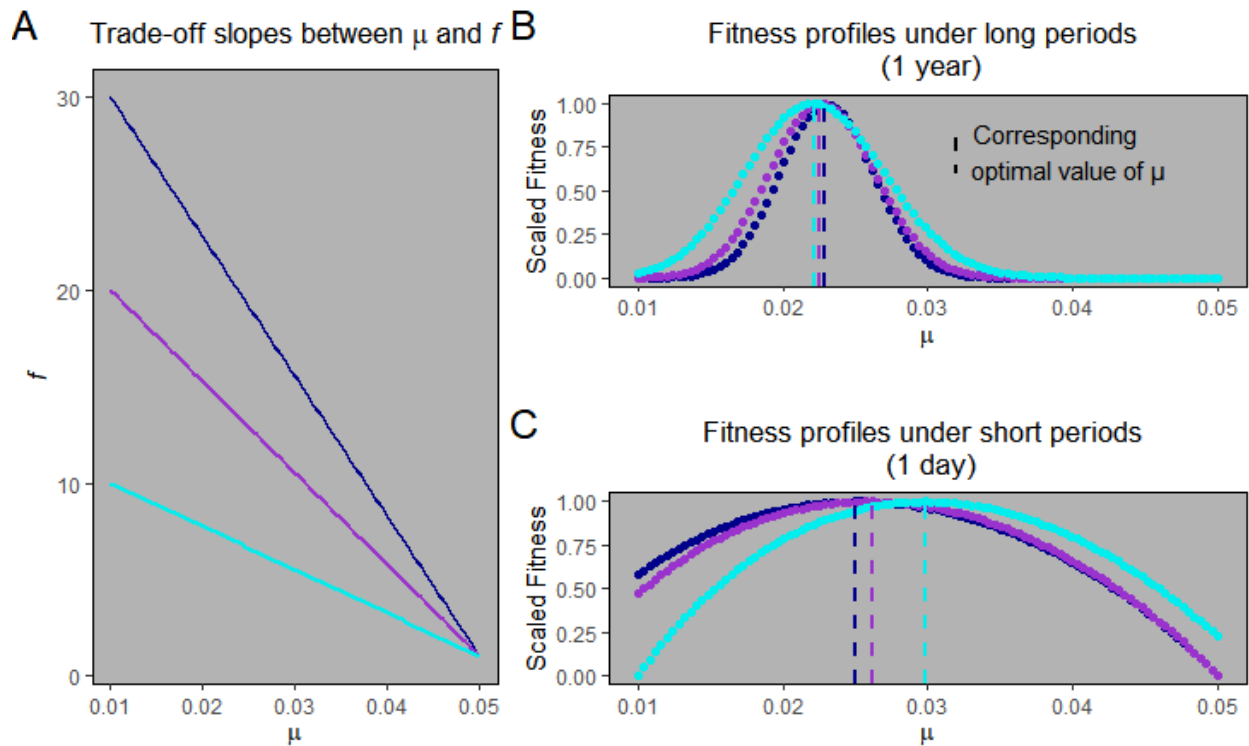 A
Trade-off slopes between μ and f
30
20
10
0
f
0.01 0.02 0.03 0.04 0.05
μ
B
Fitness profiles under long periods
(1 year)
Scaled Fitness
1.00
0.75
0.50
0.25
0.00
Corresponding
optimal value of μ
0.01 0.02 0.03 0.04 0.05
μ
C
Fitness profiles under short periods
(1 day)
Scaled Fitness
1.00
0.75
0.50
0.25
0.00
0.01 0.02 0.03 0.04 0.05
μ